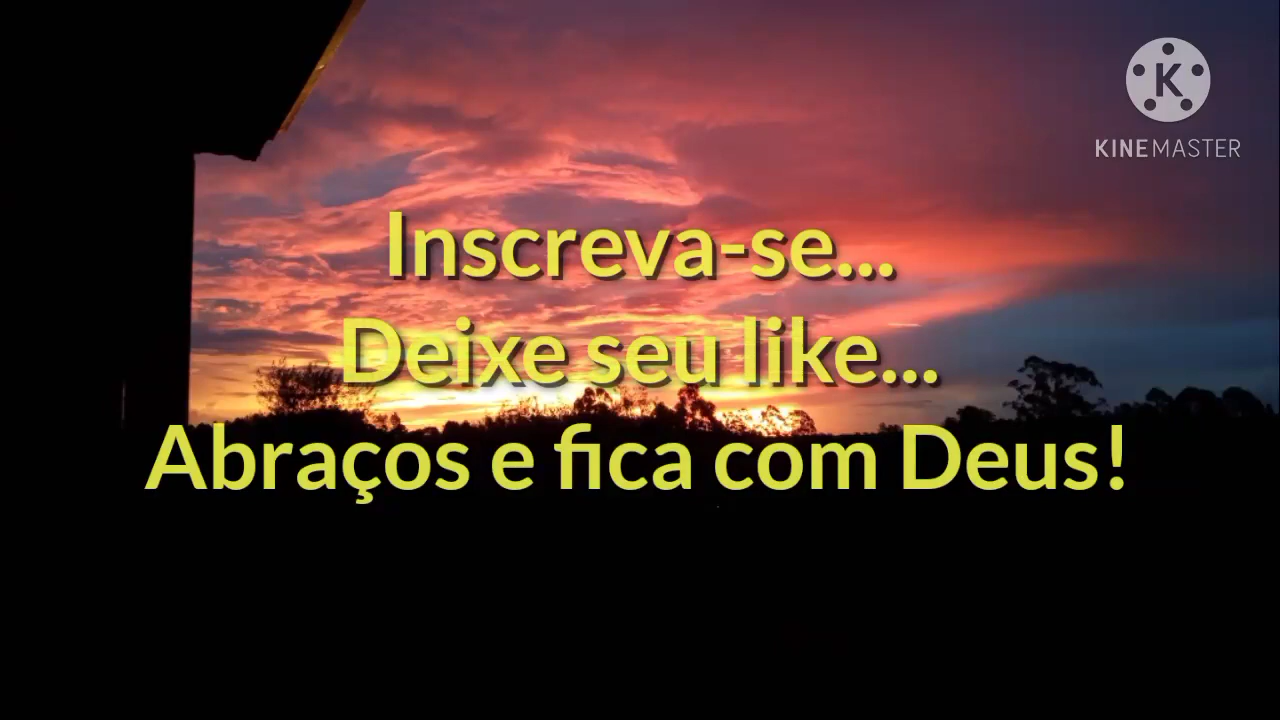 K
KINEMASTER
Inscreva-se...
Deixe seu like...
Abraços e fica com Deus!